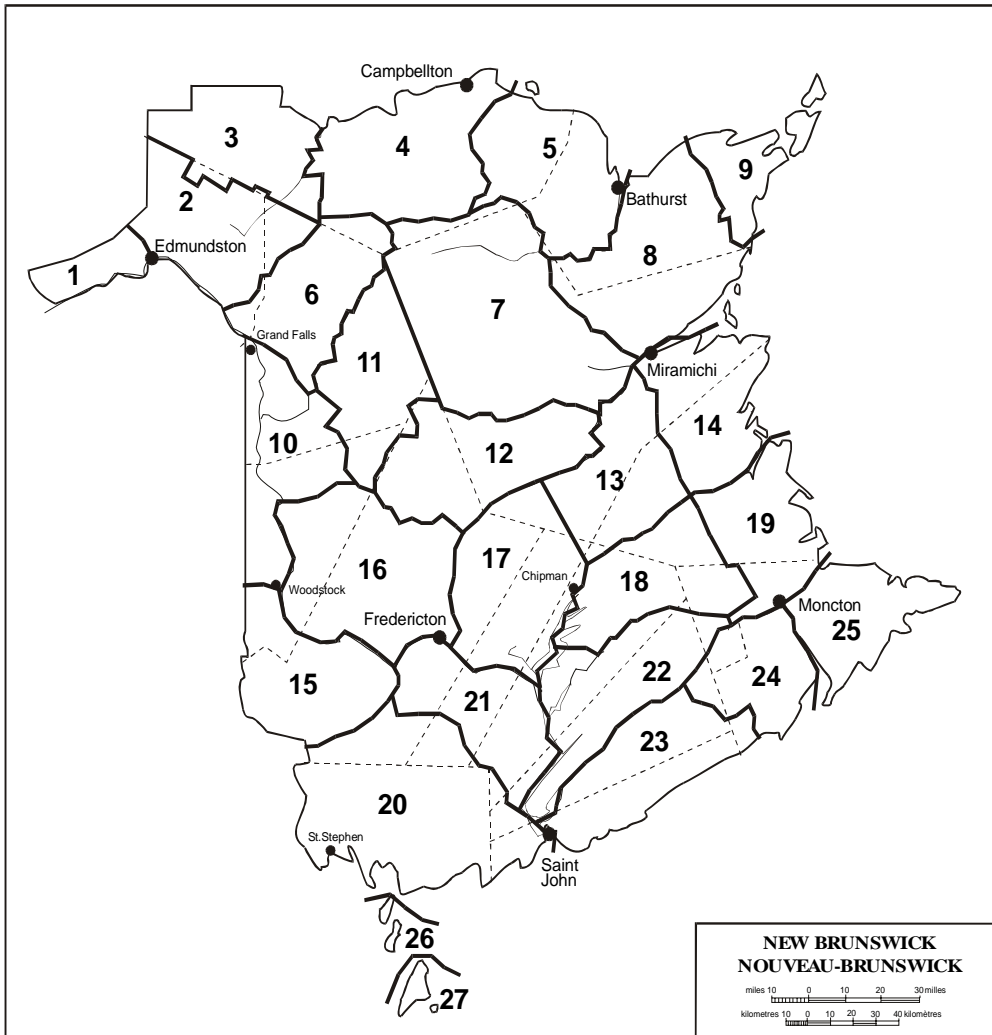 Campbellton
3
4
5
9
Bathurst
2
8
Edmundston
1
6
7
Grand Falls
Miramichi
11
14
10
12
13
19
17
16
Chipman
18
Woodstock
Moncton
Fredericton
25
22
24
15
21
23
20
St.Stephen
Saint
John
26
27
NEW BRUNSWICK
NOUVEAU-BRUNSWICK
miles 10 0 10 20 30 milles
kilometres 10 0 10 20 30 40 kilomètres